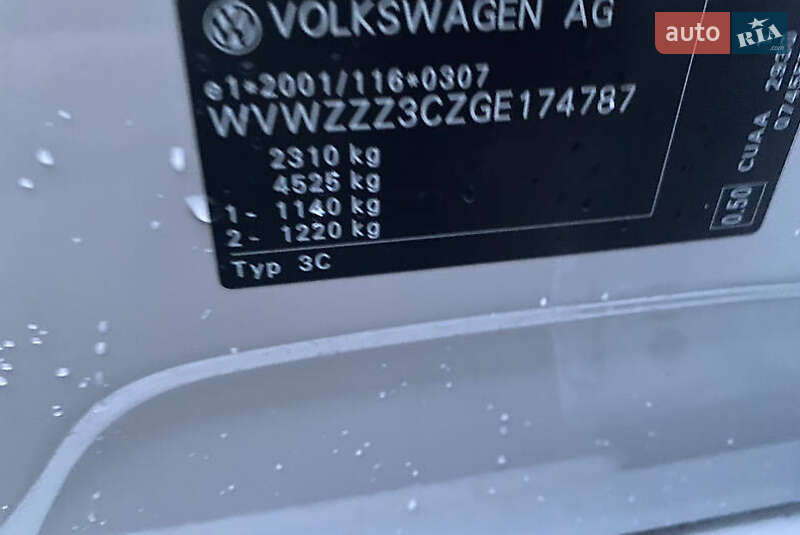 VOLKSWAGEN AG
e1*2001/116*0307
WVWZZZ3CZGE174787
2310 kg
4525 kg
1- 1140 kg
2- 1220 kg
Typ 3C
0.50
CUAA
auto RIA
.com